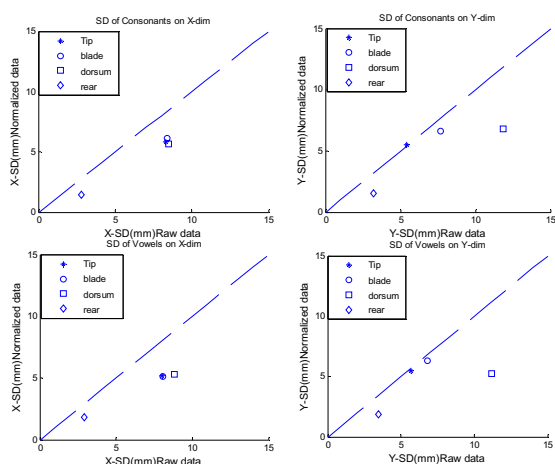 SD of Consonants on X-dim
X-SD(mm)Normalized data
15
10
5
0
Tip
blade
dorsum
rear
0
5
10
15
X-SD(mm)Raw data
SD of Consonants on Y-dim
Y-SD(mm)Normalized data
15
10
5
0
Tip
blade
dorsum
rear
0
5
10
15
Y-SD(mm)Raw data
SD of Vowels on X-dim
X-SD(mm)Normalized data
15
10
5
0
Tip
blade
dorsum
rear
0
5
10
15
X-SD(mm)Raw data
SD of Vowels on Y-dim
Y-SD(mm)Normalized data
15
10
5
0
Tip
blade
dorsum
rear
0
5
10
15
Y-SD(mm)Raw data